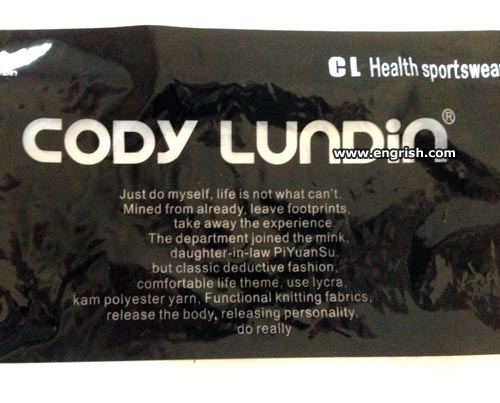 CL Health sportswear
CODY LUNDIN®
www.engrish.com
Just do myself, life is not what can't.
Mined from already, leave footprints,
take away the experience.
The department joined the mink,
daughter-in-law PiYuanSu,
but classic deductive fashion,
comfortable life theme, use lycra,
kam polyester yarn, Functional knitting fabrics,
release the body, releasing personality,
do really